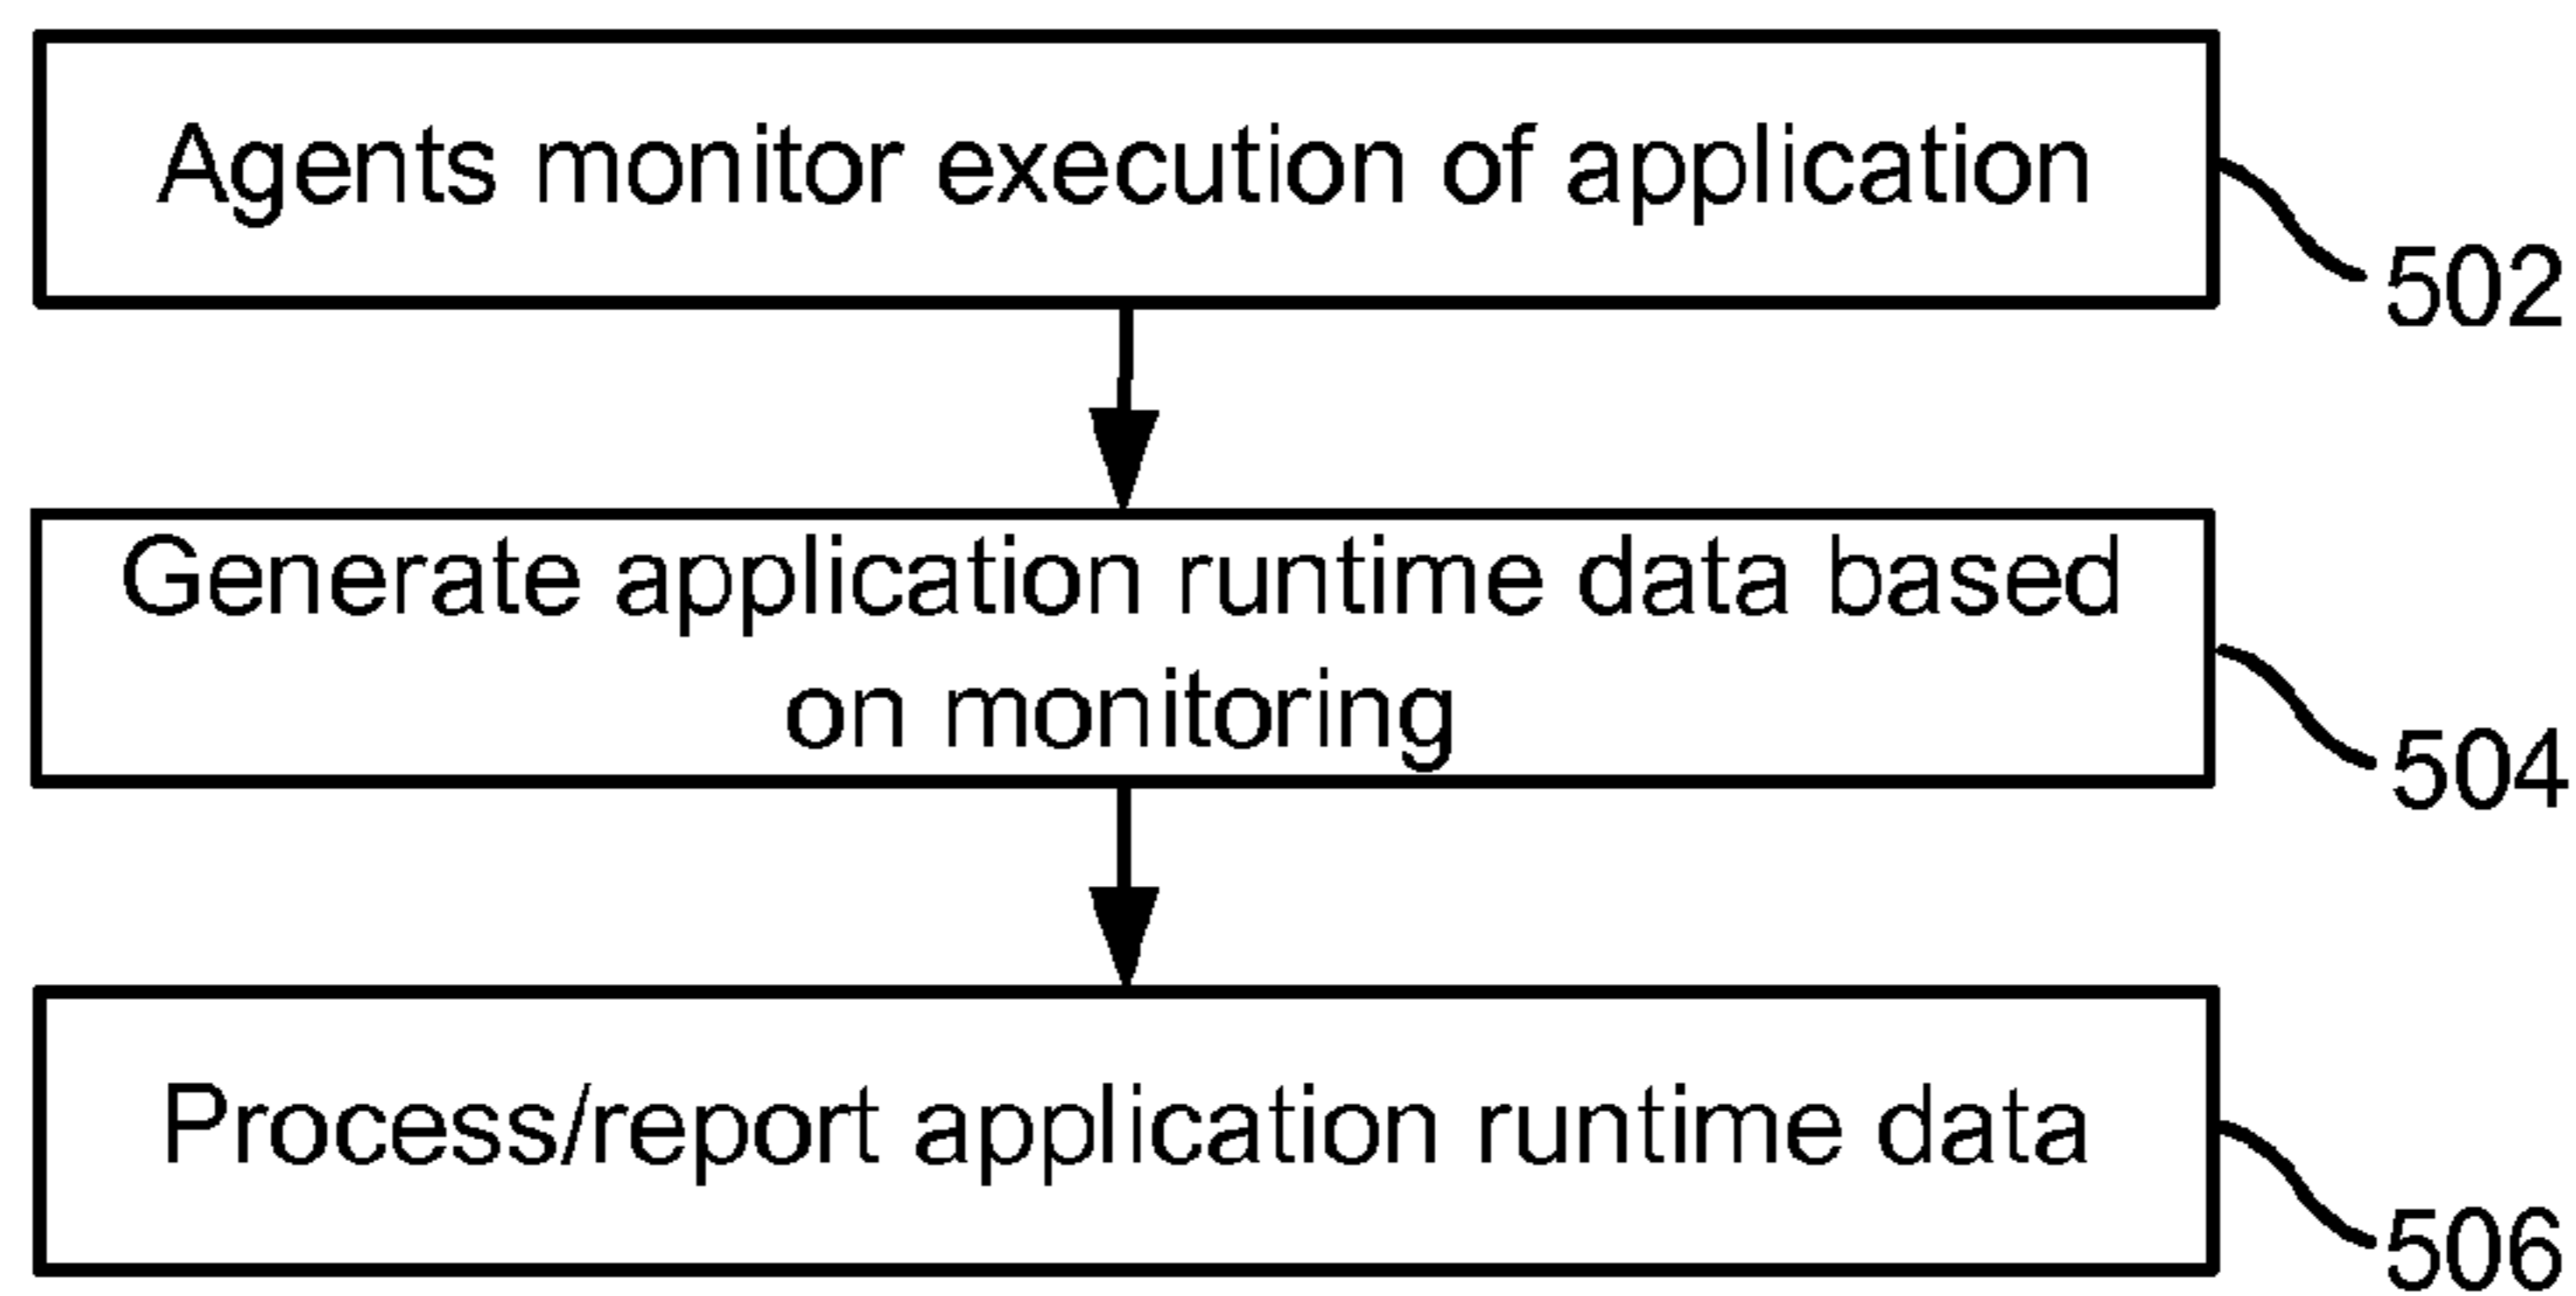 Agents monitor execution of application
502
Generate application runtime data based
on monitoring
504
Process/report application runtime data
506